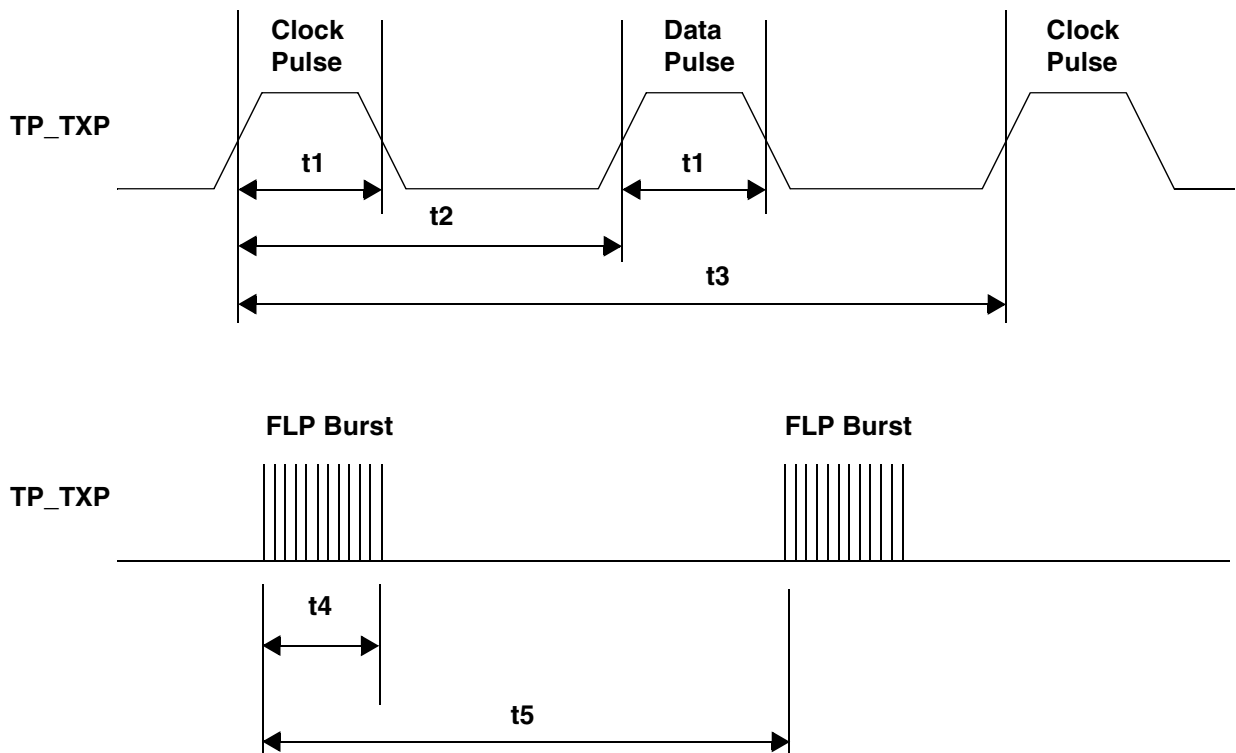 Clock
Pulse
Data
Pulse
Clock
Pulse
TP_TXP
t1
t1
t2
t3
FLP Burst
FLP Burst
TP_TXP
t4
t5